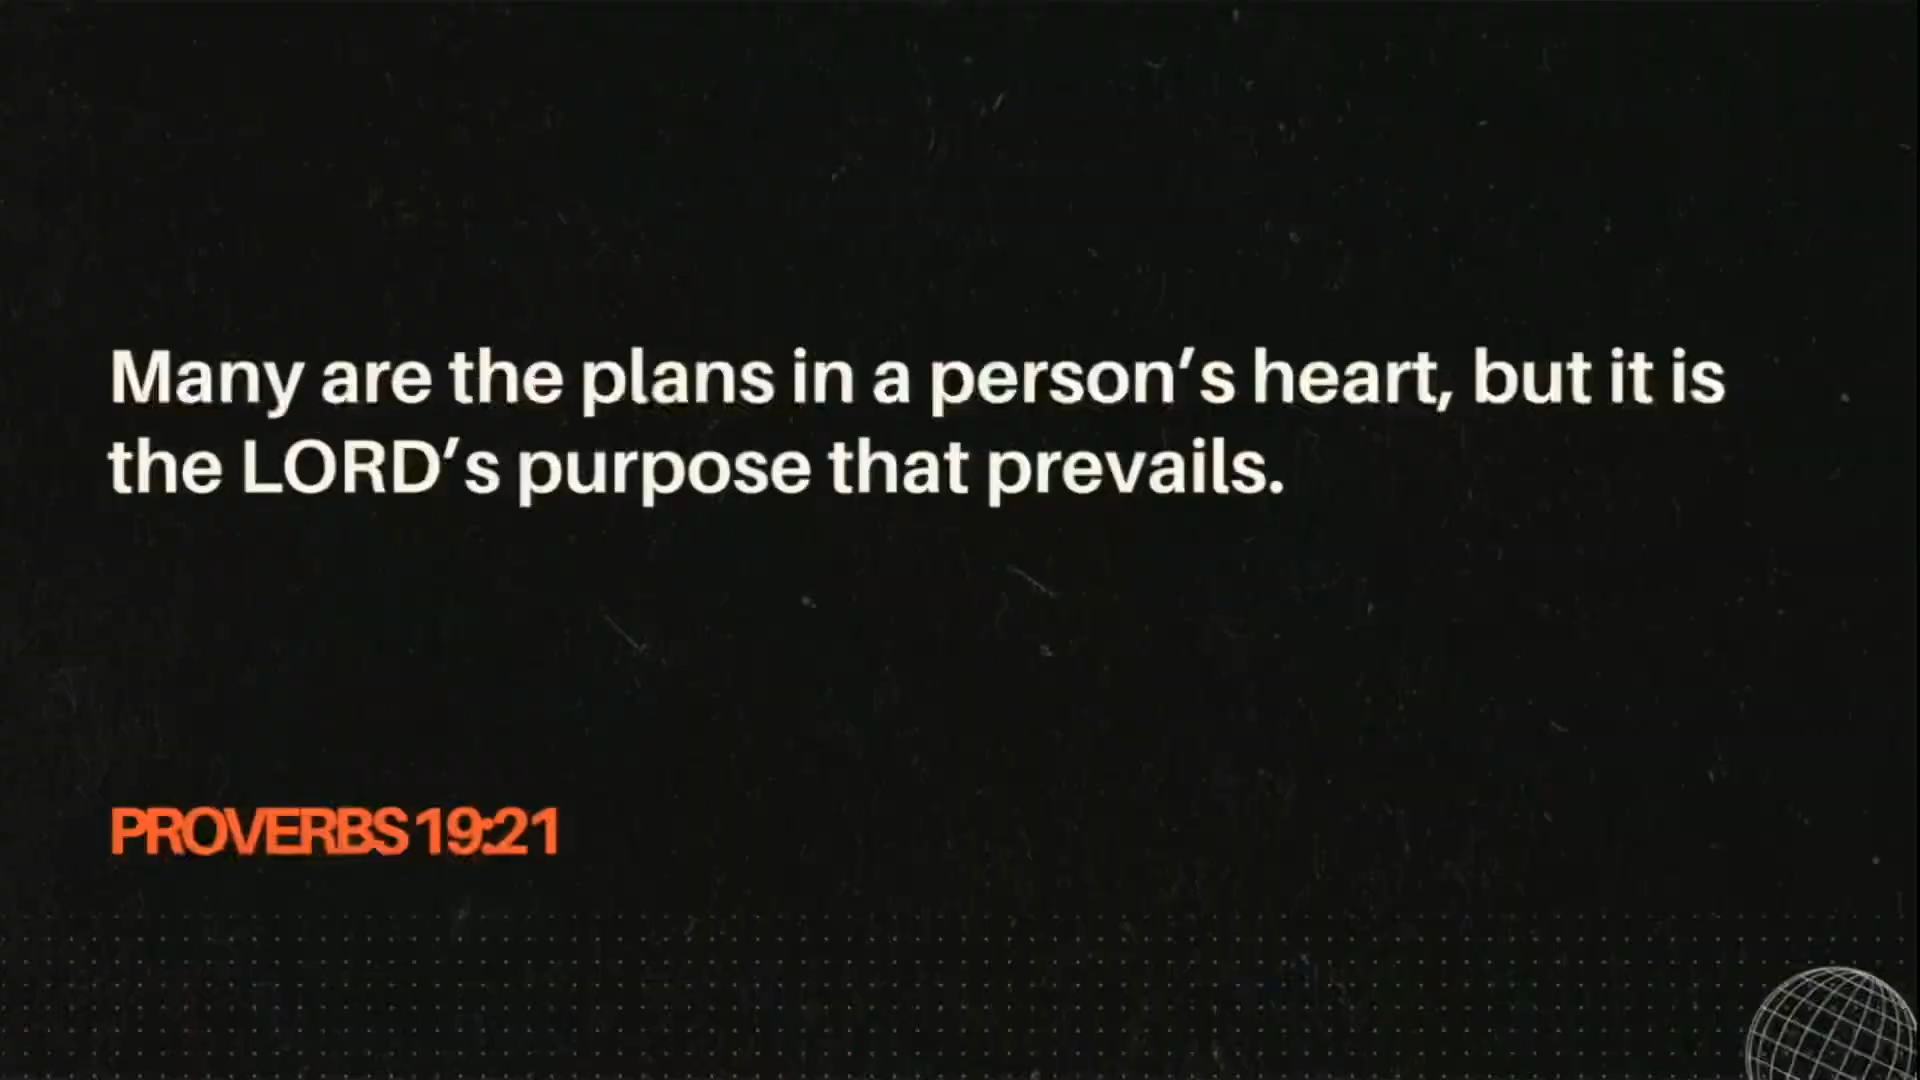 Many are the plans in a person’s heart, but it is
the LORD’s purpose that prevails.
PROVERBS 19:21